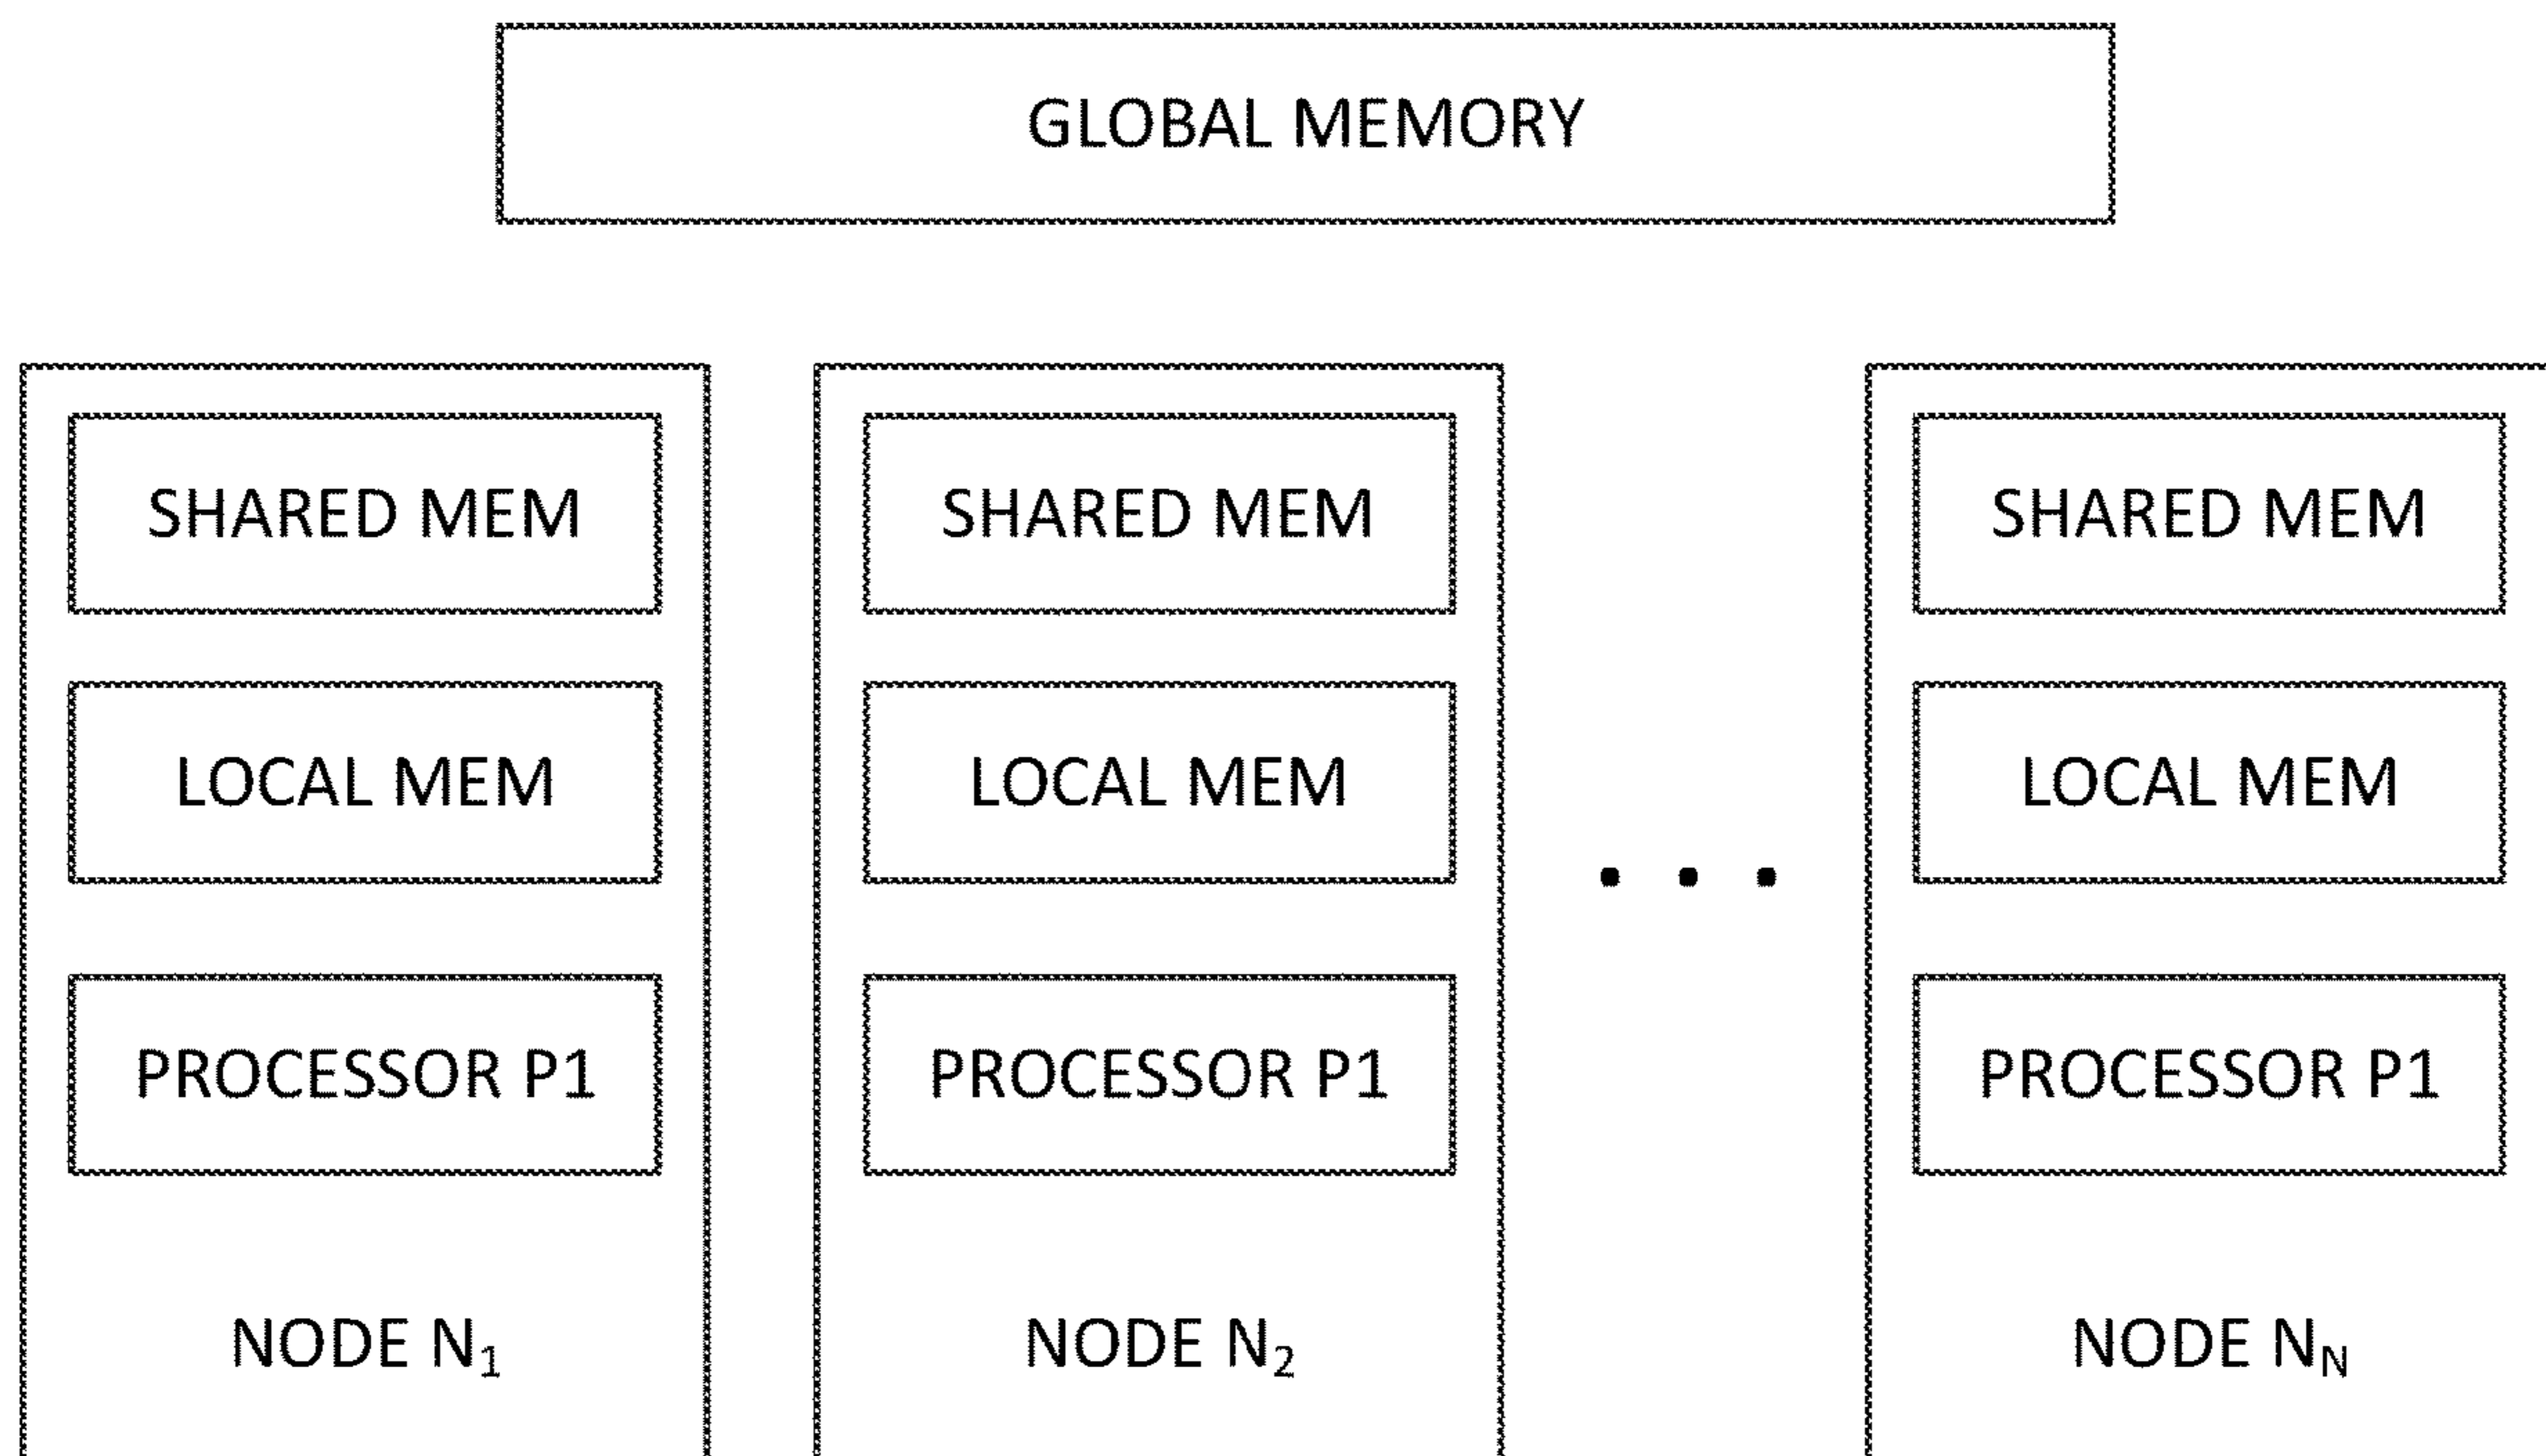 GLOBAL MEMORY
SHARED MEM SHARED MEM SHARED MEM
LOCAL MEM LOCAL MEM LOCAL MEM
. . .
PROCESSOR P1 PROCESSOR P1 PROCESSOR P1
NODE N₁ NODE N₂ NODE N_N